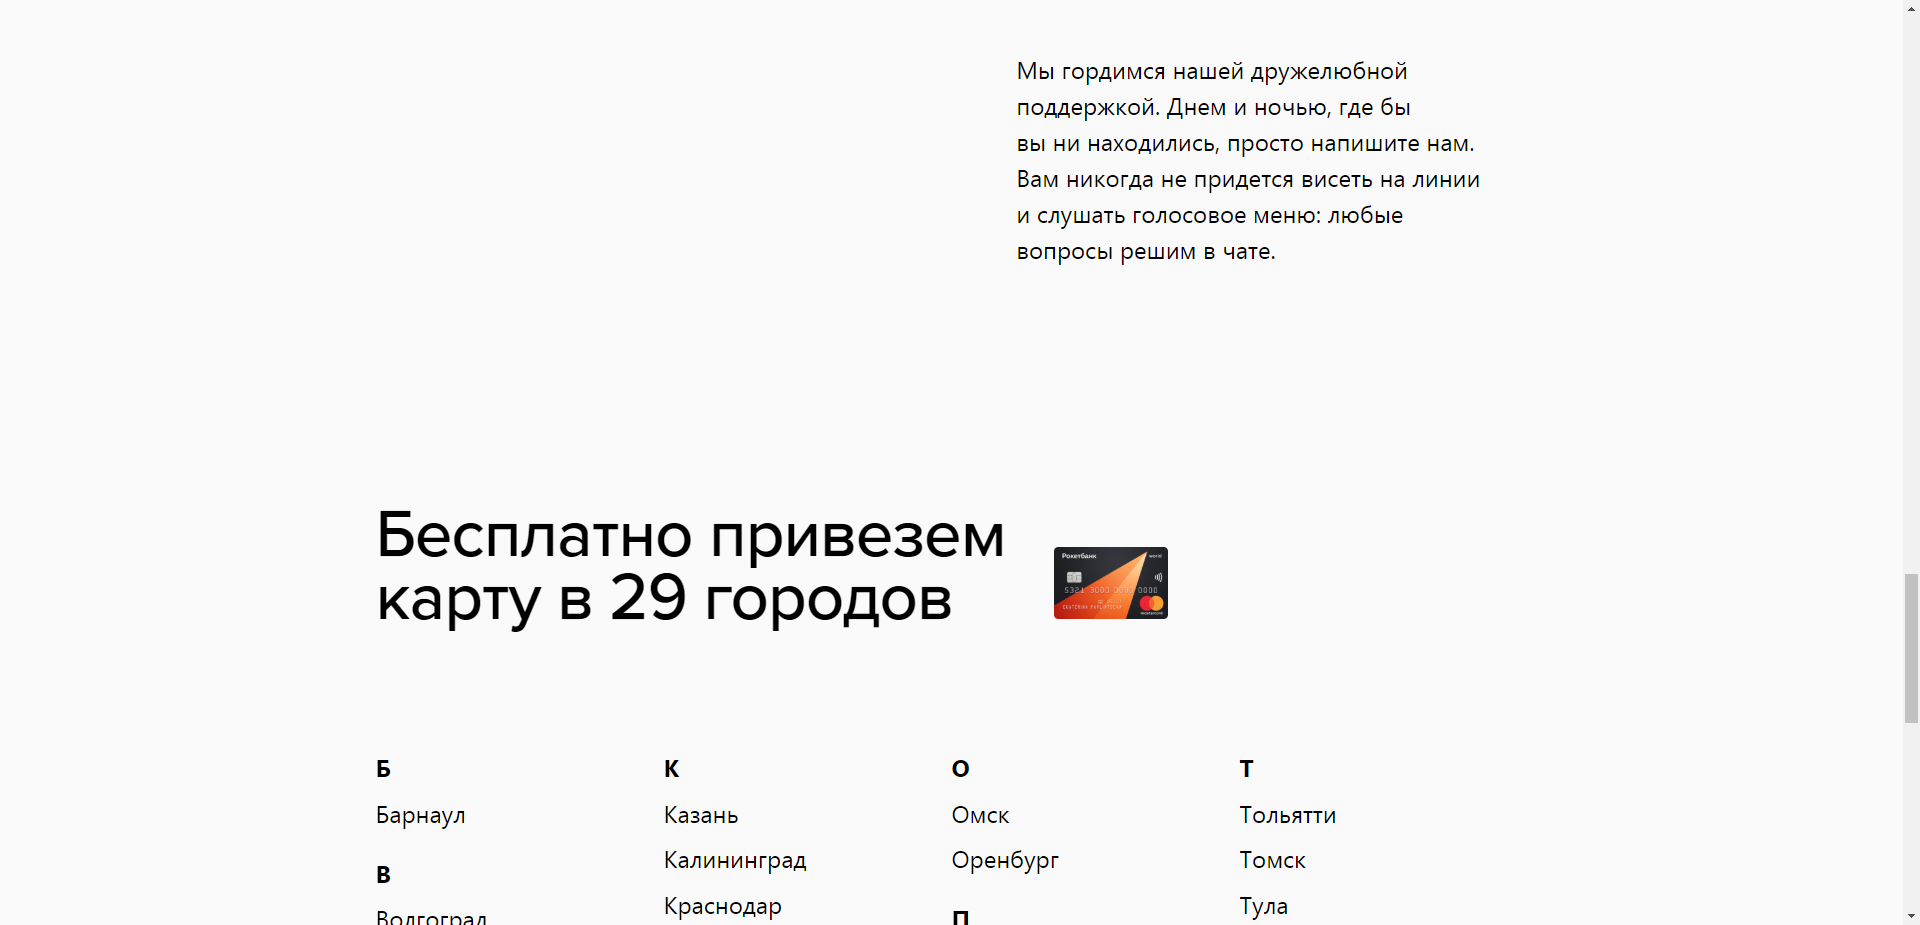 Мы гордимся нашей дружелюбной
поддержкой. Днем и ночью, где бы
вы ни находились, просто напишите нам.
Вам никогда не придется висеть на линии
и слушать голосовое меню: любые
вопросы решим в чате.
Бесплатно привезем
карту в 29 городов
Рокетбанк
world
5321 3000 0000 0000
mastercard
Б
Барнаул
В
Волгоград
К
Казань
Калининград
Краснодар
О
Омск
Оренбург
П
Т
Тольятти
Томск
Тула